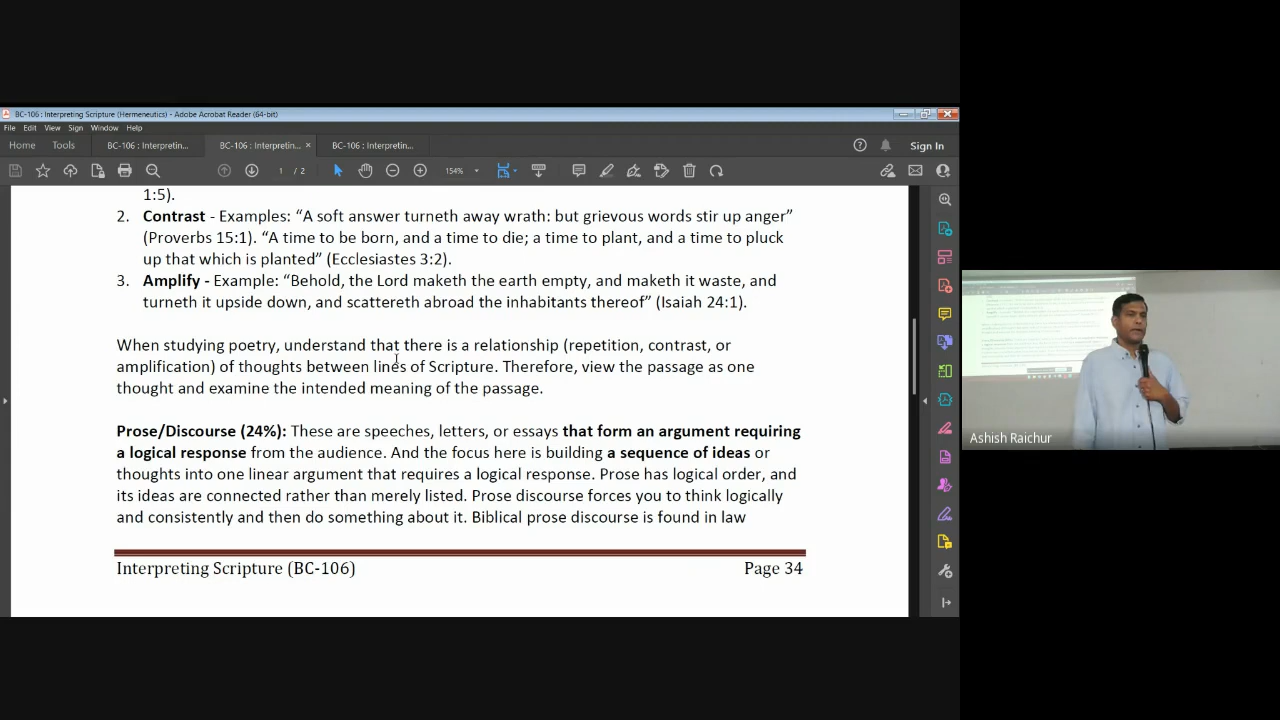 BC-106 : Interpreting Scripture (Hermeneutics) - Adobe Acrobat Reader (64-bit)
File Edit View Sign Window Help
Home Tools BC-106 : Interpretin... BC-106 : Interpretin... × BC-106 : Interpretin... Sign In
1 / 2 154%
1:5).
2. Contrast - Examples: “A soft answer turneth away wrath: but grievous words stir up anger”
(Proverbs 15:1). “A time to be born, and a time to die; a time to plant, and a time to pluck
up that which is planted” (Ecclesiastes 3:2).
3. Amplify - Example: “Behold, the Lord maketh the earth empty, and maketh it waste, and
turneth it upside down, and scattereth abroad the inhabitants thereof” (Isaiah 24:1).
When studying poetry, understand that there is a relationship (repetition, contrast, or
amplification) of thoughts between lines of Scripture. Therefore, view the passage as one
thought and examine the intended meaning of the passage.
Prose/Discourse (24%): These are speeches, letters, or essays that form an argument requiring
a logical response from the audience. And the focus here is building a sequence of ideas or
thoughts into one linear argument that requires a logical response. Prose has logical order, and
its ideas are connected rather than merely listed. Prose discourse forces you to think logically
and consistently and then do something about it. Biblical prose discourse is found in law
Interpreting Scripture (BC-106) Page 34
Ashish Raichur